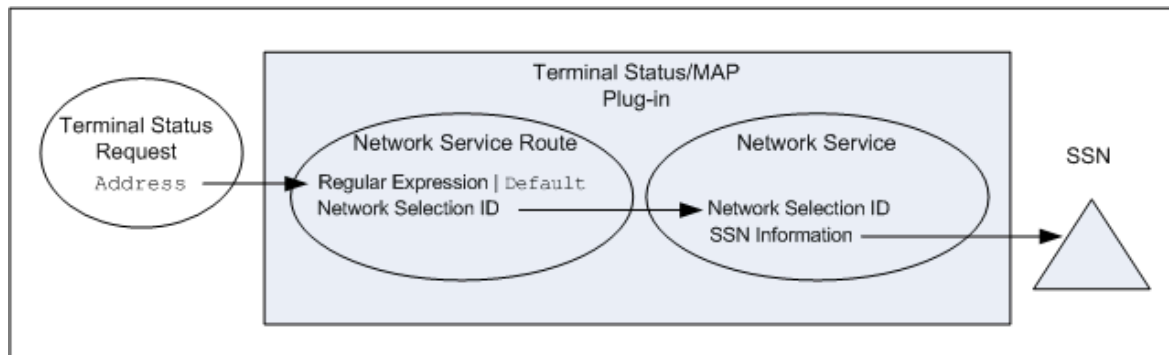 Terminal Status/MAP
Plug-in
Terminal Status
Request
Address
Network Service Route
Regular Expression | Default
Network Selection ID
Network Service
Network Selection ID
SSN Information
SSN